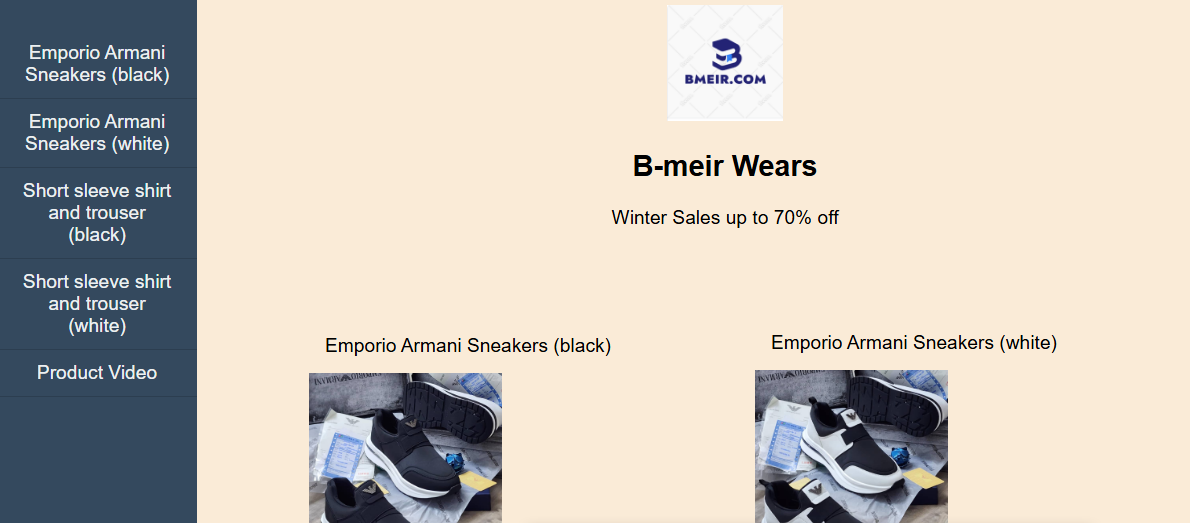 Emporio Armani
Sneakers (black)
Emporio Armani
Sneakers (white)
Short sleeve shirt
and trouser
(black)
Short sleeve shirt
and trouser
(white)
Product Video
BMEIR.COM
B-meir Wears
Winter Sales up to 70% off
Emporio Armani Sneakers (black)
Emporio Armani Sneakers (white)